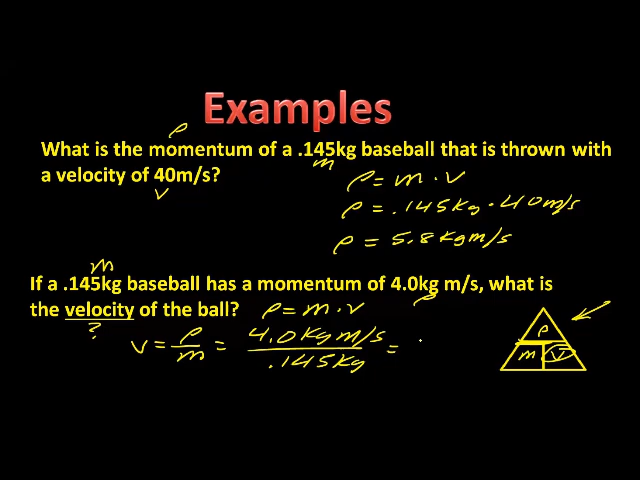 Examples
ρ
What is the momentum of a .145kg baseball that is thrown with
m
a velocity of 40m/s?
v
ρ = m · v
ρ = .145kg · 40m/s
ρ = 5.8kgm/s
m
If a .145kg baseball has a momentum of 4.0kg m/s, what is
ρ
the velocity of the ball?
?
ρ = m · v
v = ρ/m = 4.0kgm/s / .145kg =
ρ
m v